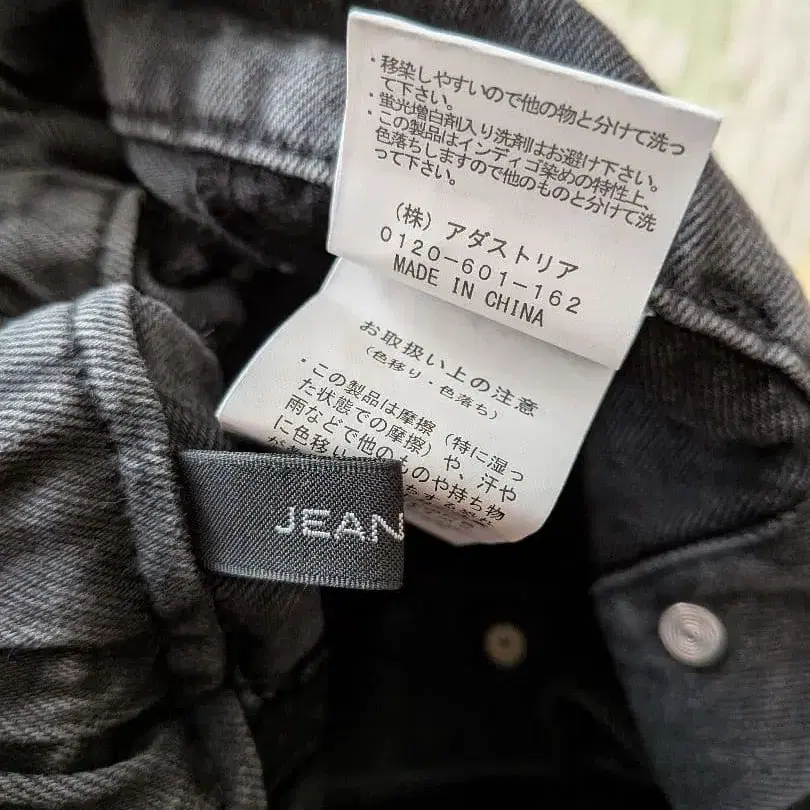 ・移染しやすいので他の物と分けて洗っ
て下さい。
・蛍光増白剤入り洗剤はお避け下さい。
・この製品はインディゴ染めの特性上、
色落ちしますので他のものと分けて洗
って下さい。
(株) アダストリア
0120-601-162
MADE IN CHINA
お取扱い上の注意
(色移り・色落ち)
・この製品は摩擦 (特に湿っ
た状態での摩擦) や、汗や
雨などで他のものや持ち物
に色移り
JEAN